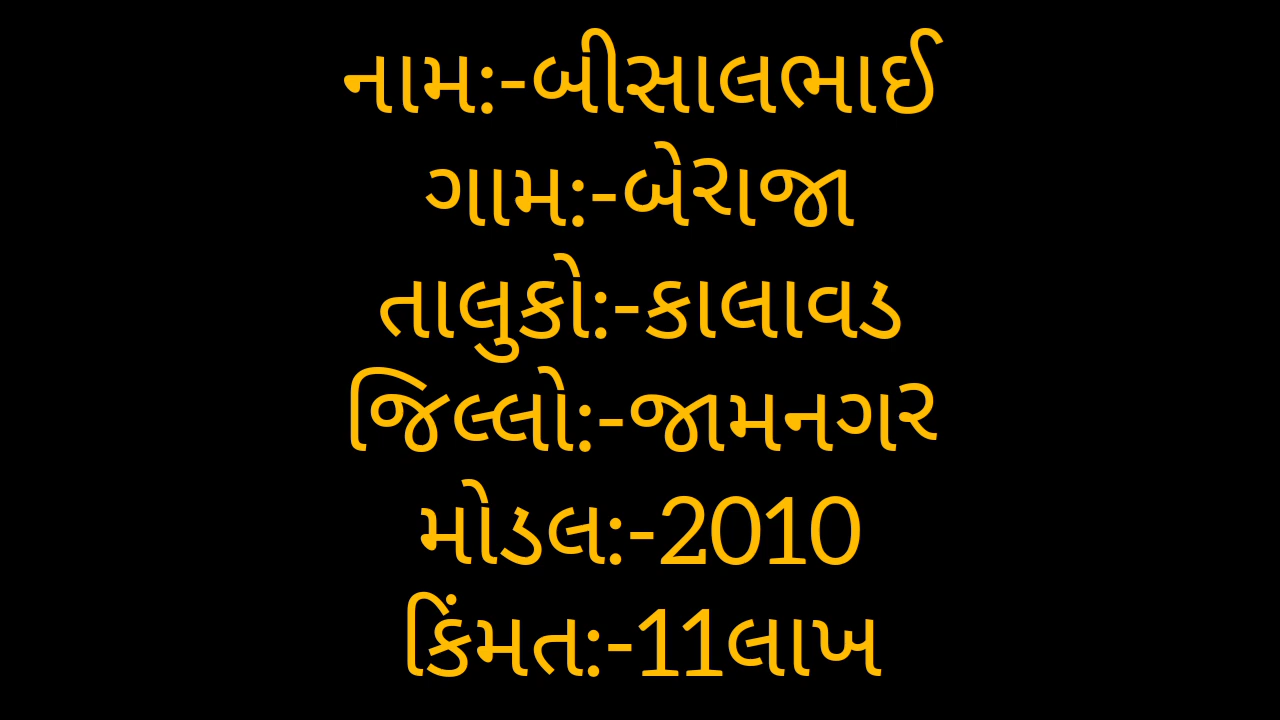 નામ:-બીસાલભાઈ
ગામ:-બેરાજા
તાલુકો:-કાલાવડ
જિલ્લો:-જામનગર
મોડલ:-2010
કિંમત:-11લાખ